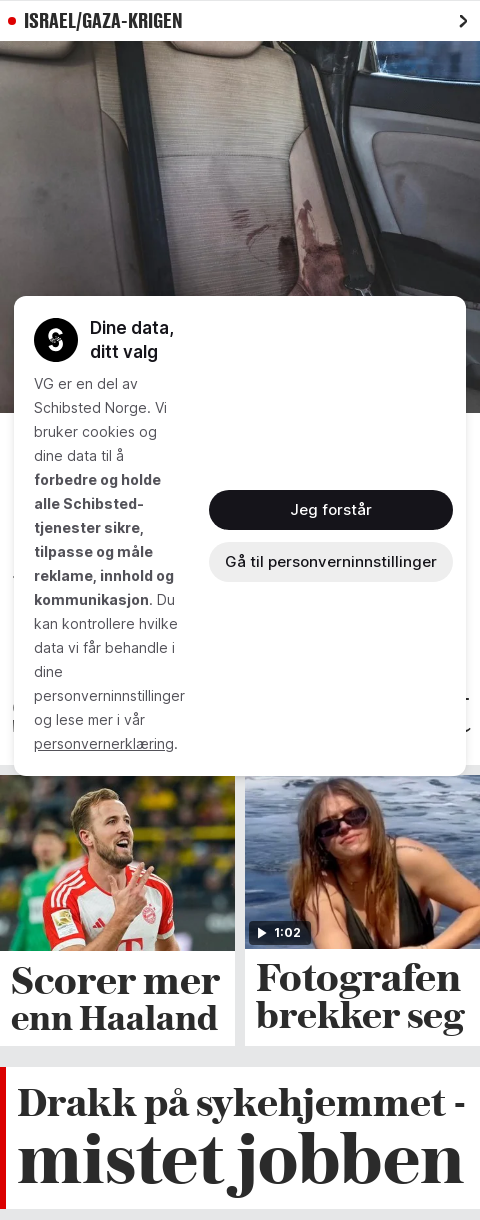 ISRAEL/GAZA-KRIGEN
Dine data,
ditt valg
VG er en del av
Schibsted Norge. Vi
bruker cookies og
dine data til å
forbedre og holde
alle Schibsted-
tjenester sikre,
tilpasse og måle
reklame, innhold og
kommunikasjon. Du
kan kontrollere hvilke
data vi får behandle i
dine
personverninnstillinger
og lese mer i vår
personvernerklæring.
Jeg forstår
Gå til personverninnstillinger
1:02
Scorer mer
enn Haaland
Fotografen
brekker seg
Drakk på sykehjemmet -
mistet jobben